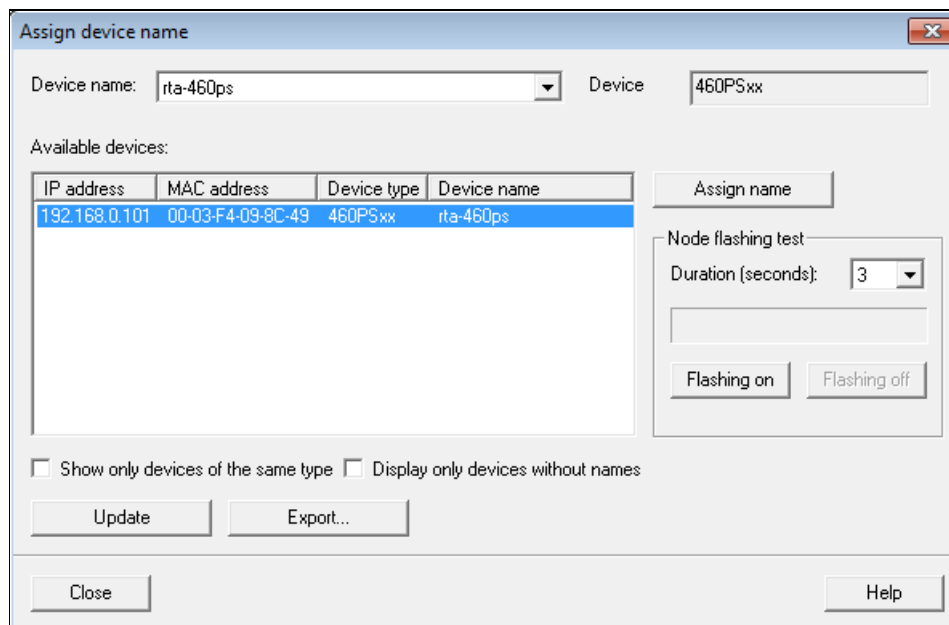 Assign device name
Device name: rta-460ps Device 460PSxx
Available devices:
IP address MAC address Device type Device name
192.168.0.101 00-03-F4-09-8C-49 460PSxx rta-460ps
Assign name
Node flashing test
Duration (seconds): 3
Flashing on Flashing off
Show only devices of the same type Display only devices without names
Update Export...
Close Help